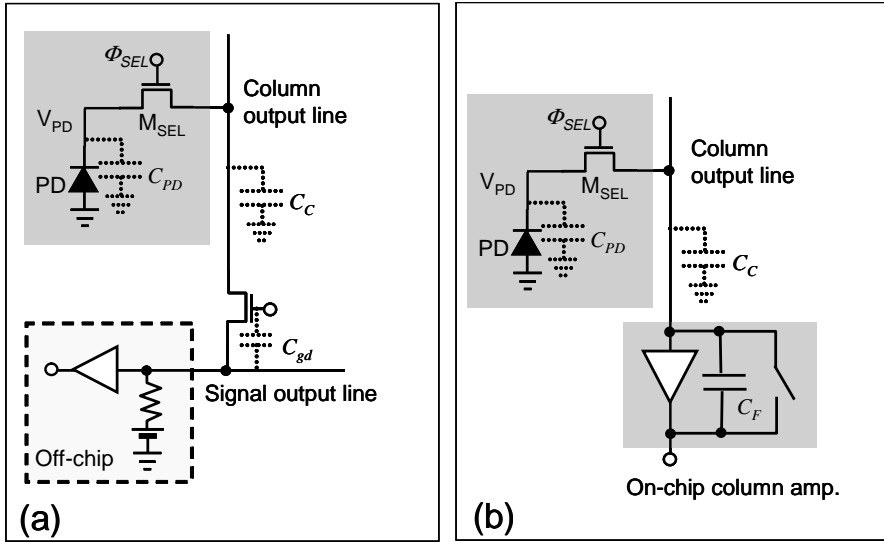 Φ_SEL
Column
output line
V_PD
M_SEL
PD
C_PD
C_C
C_gd
Signal output line
Off-chip
(a)
Φ_SEL
Column
output line
V_PD
M_SEL
PD
C_PD
C_C
C_F
On-chip column amp.
(b)